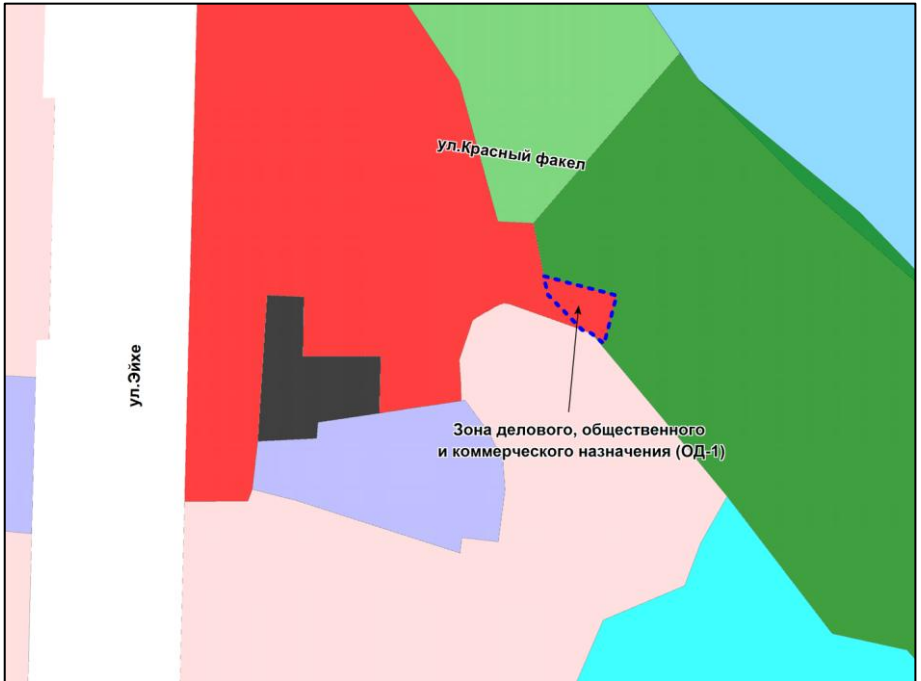 ул.Красный факел
ул.Эйхе
Зона делового, общественного
и коммерческого назначения (ОД-1)